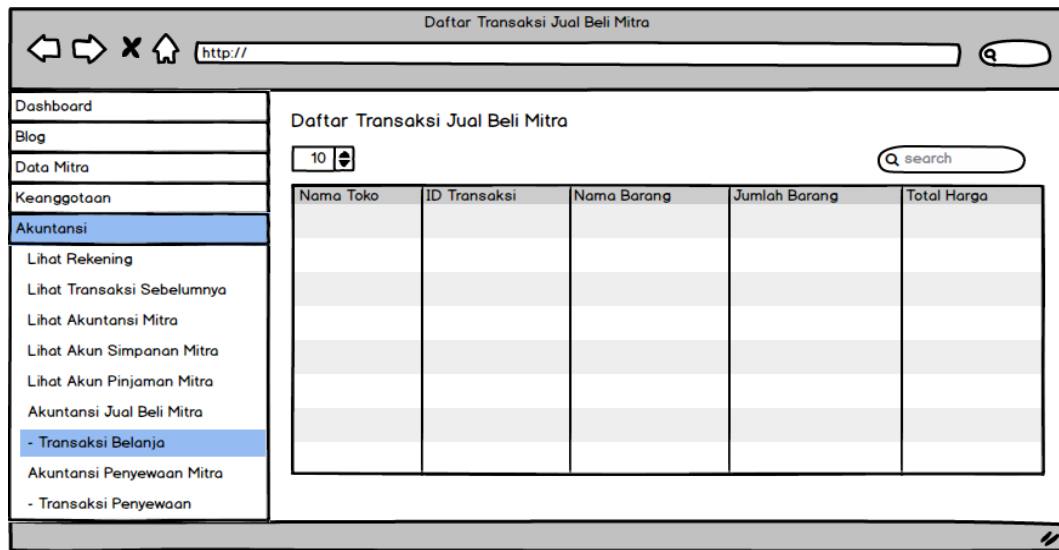 Daftar Transaksi Jual Beli Mitra
http://
Dashboard
Blog
Data Mitra
Keanggotaan
Akuntansi
Lihat Rekening
Lihat Transaksi Sebelumnya
Lihat Akuntansi Mitra
Lihat Akun Simpanan Mitra
Lihat Akun Pinjaman Mitra
Akuntansi Jual Beli Mitra
- Transaksi Belanja
Akuntansi Penyewaan Mitra
- Transaksi Penyewaan
Daftar Transaksi Jual Beli Mitra
10 search
Nama Toko ID Transaksi Nama Barang Jumlah Barang Total Harga